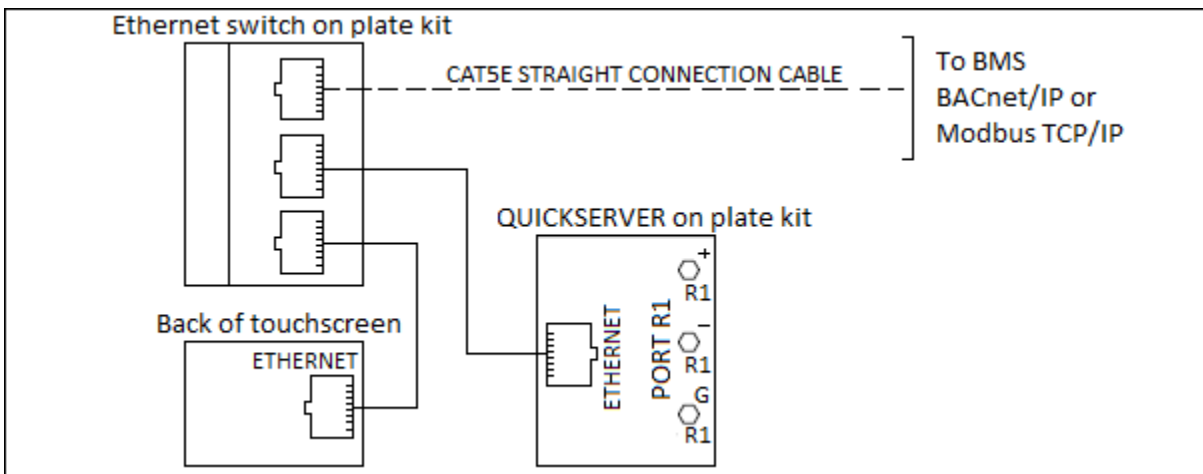 Ethernet switch on plate kit
CAT5E STRAIGHT CONNECTION CABLE
To BMS
BACnet/IP or
Modbus TCP/IP
QUICKSERVER on plate kit
ETHERNET
PORT R1
+
R1
−
R1
G
R1
Back of touchscreen
ETHERNET